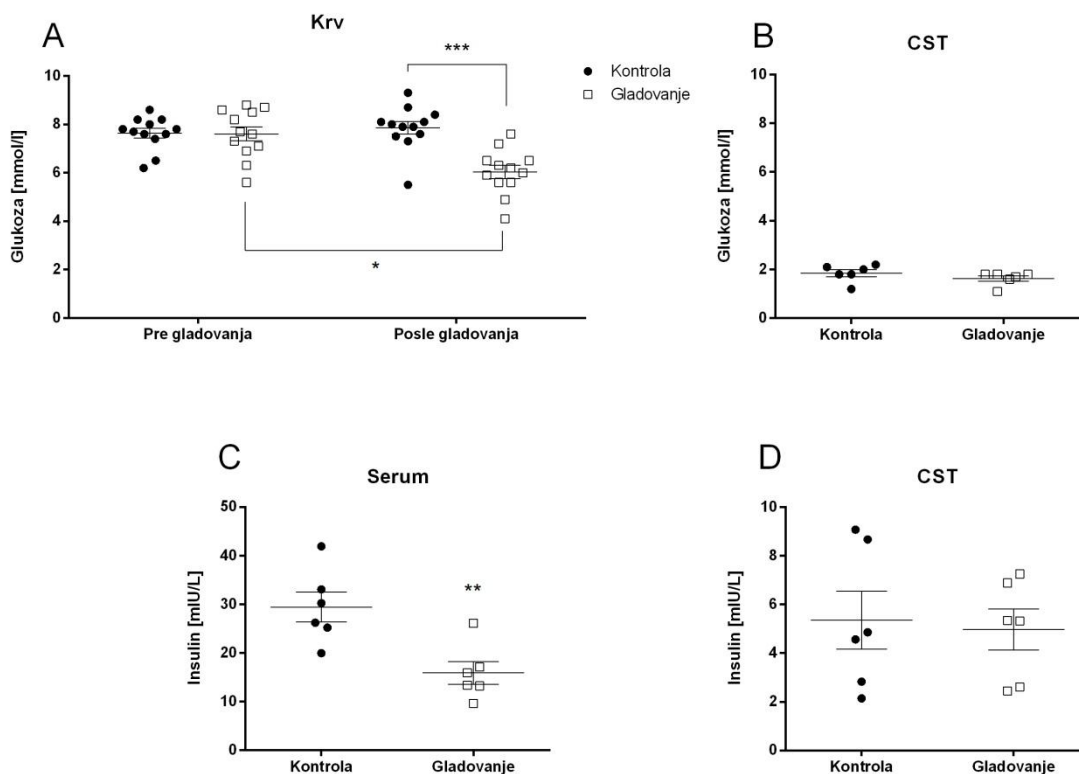 A
Krv
***
Kontrola
Gladovanje
Glukoza [mmol/l]
10
8
6
4
2
0
*
Pre gladovanja
Posle gladovanja
B
CST
Glukoza [mmol/l]
10
8
6
4
2
0
Kontrola
Gladovanje
C
Serum
Insulin [mIU/L]
50
40
30
20
10
0
**
Kontrola
Gladovanje
D
CST
Insulin [mIU/L]
10
8
6
4
2
0
Kontrola
Gladovanje